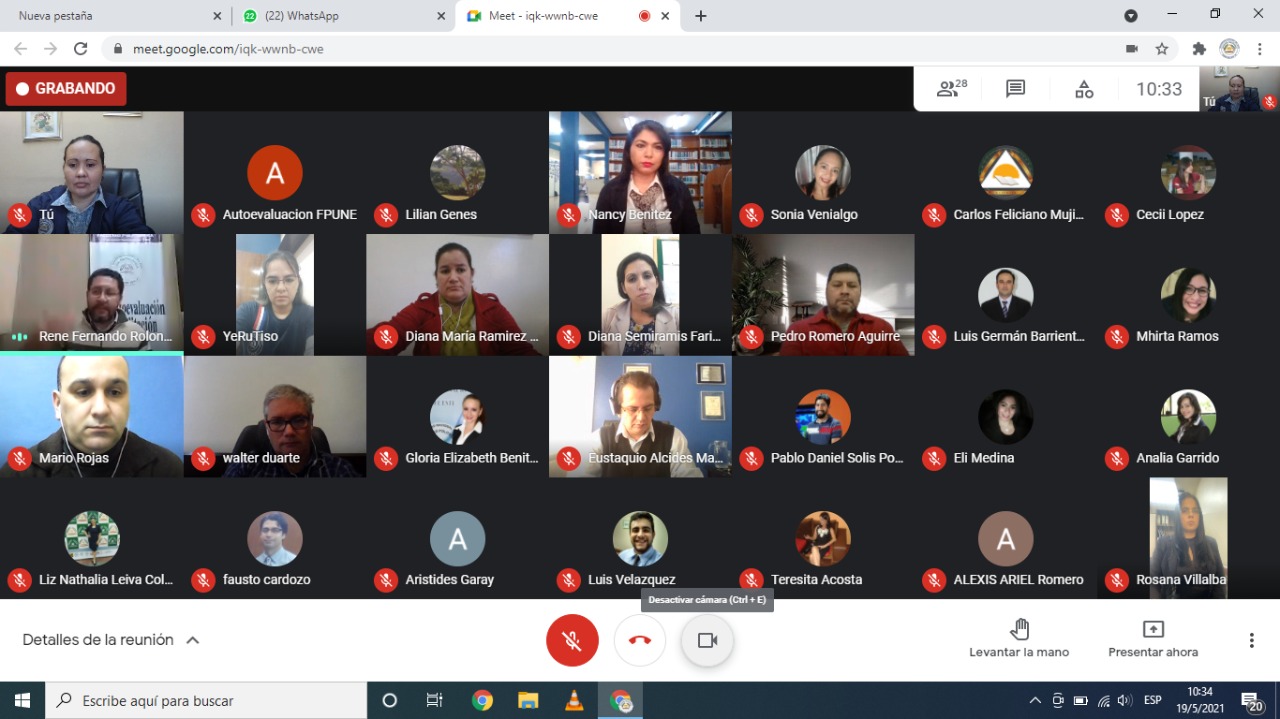 Nueva pestaña
22
(22) WhatsApp
Meet - iqk-wwnb-cwe
meet.google.com/iqk-wwnb-cwe
GRABANDO
28
10:33
Tú
Tú
A
Autoevaluacion FPUNE
Lilian Genes
Nancy Benitez
Sonia Venialgo
Carlos Feliciano Muji...
Cecii Lopez
Rene Fernando Rolon...
YeRuTiso
Diana María Ramirez ...
Diana Semiramis Fari...
Pedro Romero Aguirre
Luis Germán Barrient...
Mhirta Ramos
Mario Rojas
walter duarte
Gloria Elizabeth Benit...
Eustaquio Alcides Ma...
Pablo Daniel Solis Po...
Eli Medina
Analia Garrido
Liz Nathalia Leiva Col...
fausto cardozo
A
Aristides Garay
Luis Velazquez
Teresita Acosta
A
ALEXIS ARIEL Romero
Rosana Villalba
Desactivar cámara (Ctrl + E)
Detalles de la reunión
Levantar la mano
Presentar ahora
Escribe aquí para buscar
ESP
10:34
19/5/2021
20